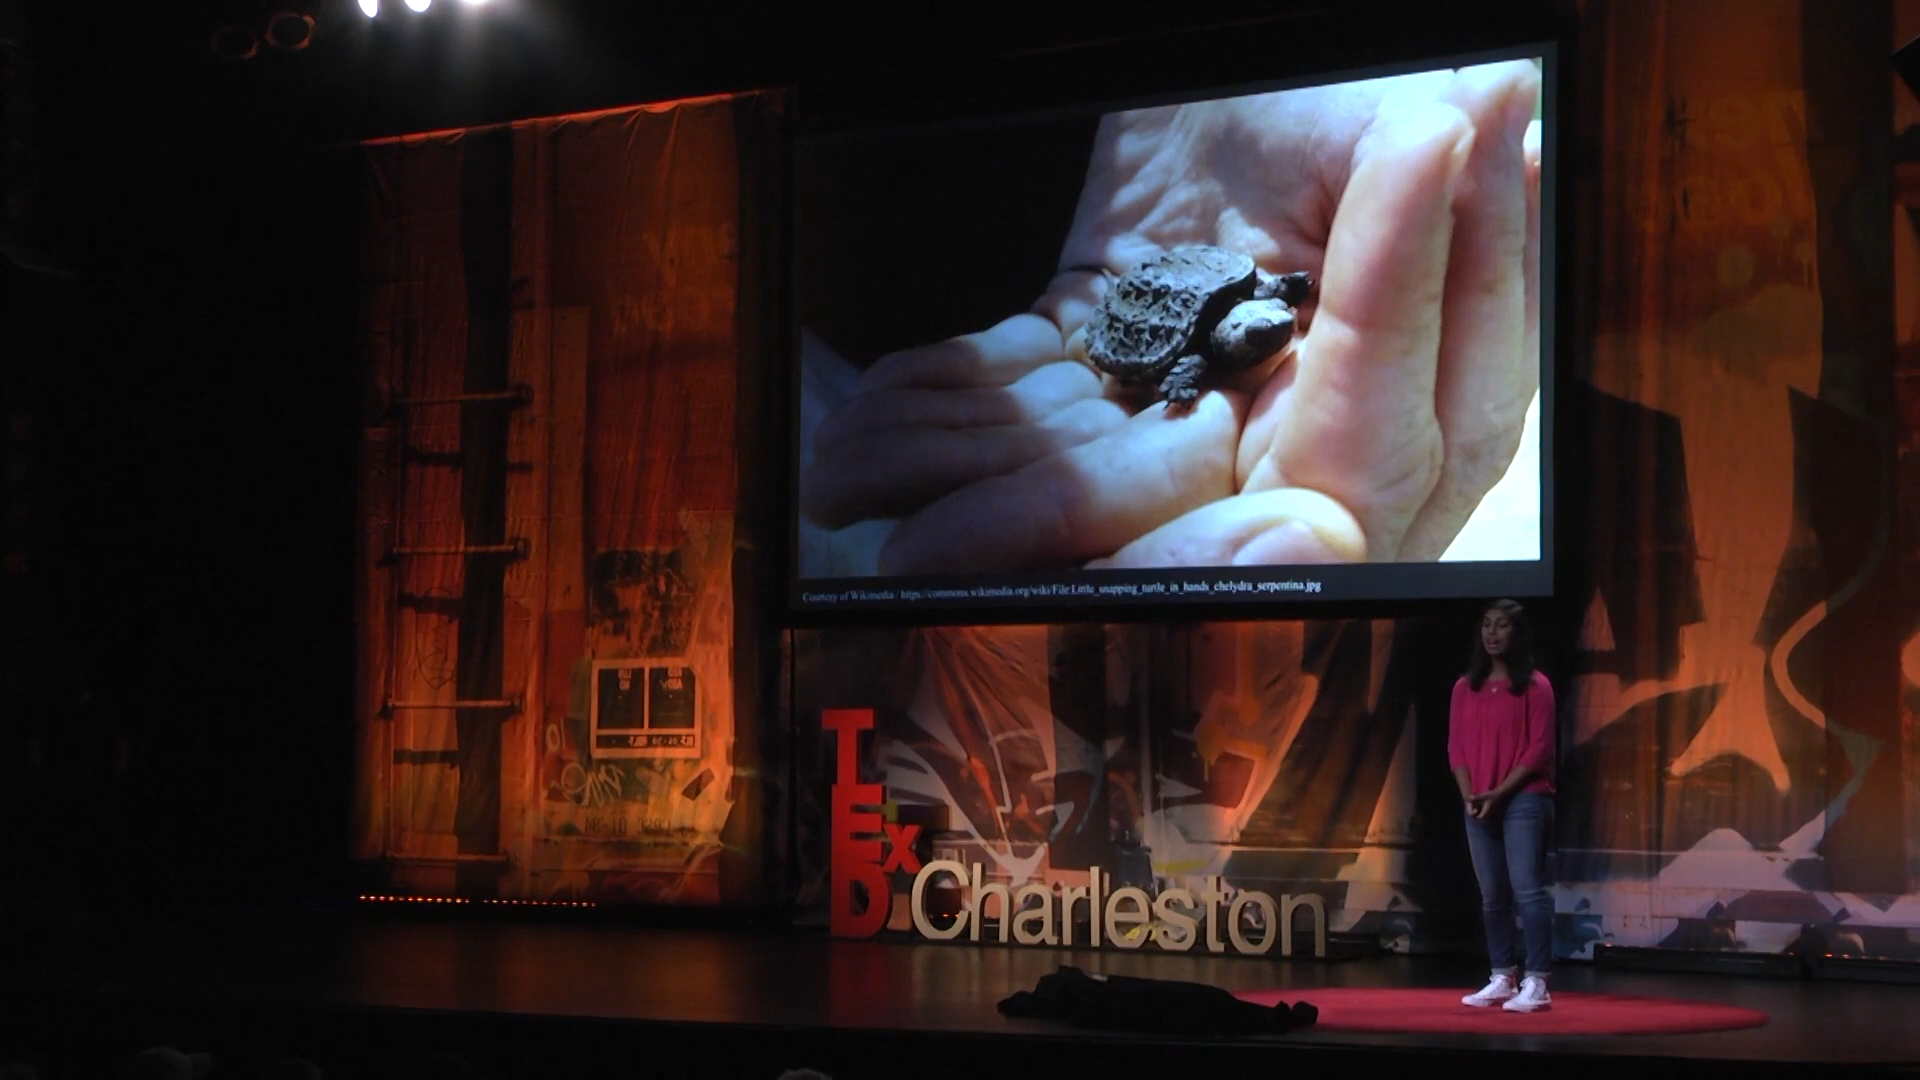 Courtesy of Wikimedia / https://commons.wikimedia.org/wiki/File:Little_snapping_turtle_in_hands_chelydra_serpentina.jpg
TEDx
Charleston